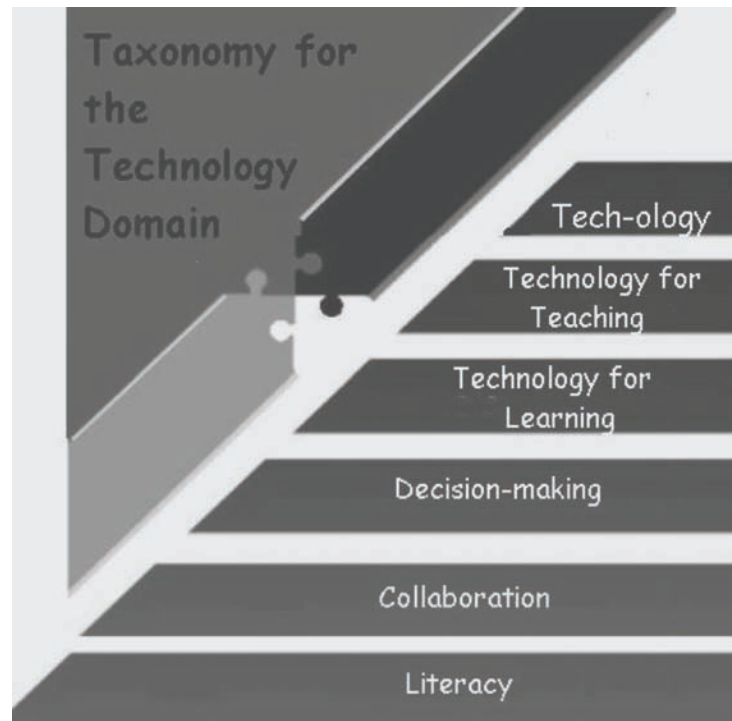 Taxonomy for
the
Technology
Domain
Tech-ology
Technology for
Teaching
Technology for
Learning
Decision-making
Collaboration
Literacy